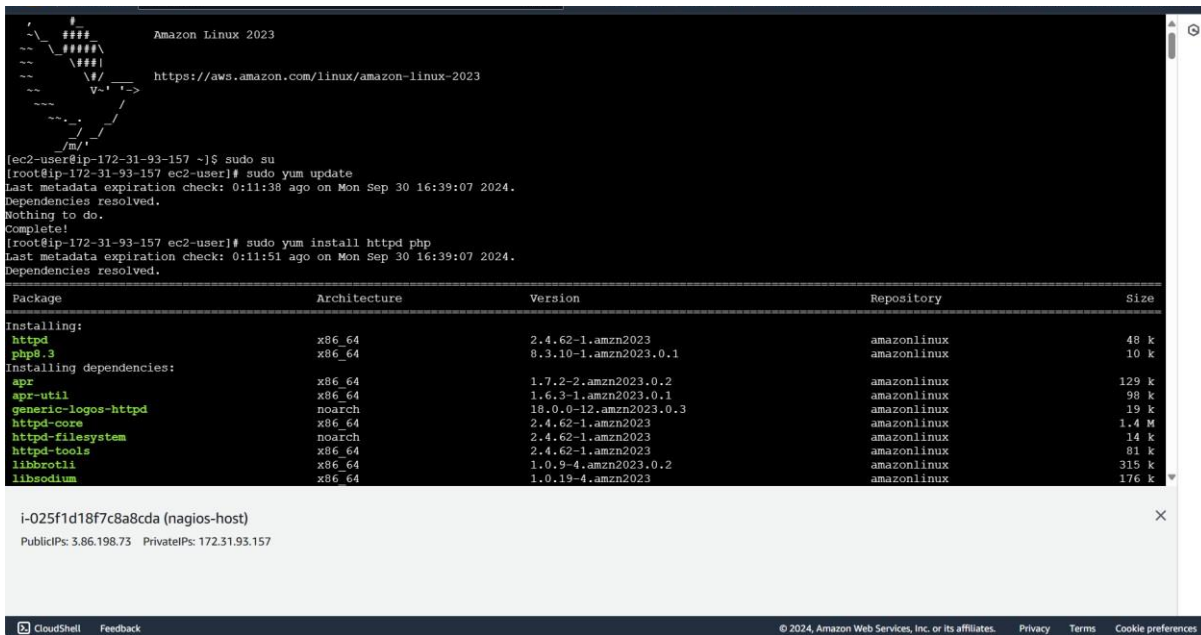 ,     #_
   ~\_  ####_        Amazon Linux 2023
  ~~  \_#####\
  ~~     \###|
  ~~       \#/ ___   https://aws.amazon.com/linux/amazon-linux-2023
   ~~       V~' '->
    ~~~         /
      ~~._.   _/
         _/ _/
       _/m/'
[ec2-user@ip-172-31-93-157 ~]$ sudo su
[root@ip-172-31-93-157 ec2-user]# sudo yum update
Last metadata expiration check: 0:11:38 ago on Mon Sep 30 16:39:07 2024.
Dependencies resolved.
Nothing to do.
Complete!
[root@ip-172-31-93-157 ec2-user]# sudo yum install httpd php
Last metadata expiration check: 0:11:51 ago on Mon Sep 30 16:39:07 2024.
Dependencies resolved.
Package Architecture Version Repository Size
Installing:
httpd x86_64 2.4.62-1.amzn2023 amazonlinux 48 k
php8.3 x86_64 8.3.10-1.amzn2023.0.1 amazonlinux 10 k
Installing dependencies:
apr x86_64 1.7.2-2.amzn2023.0.2 amazonlinux 129 k
apr-util x86_64 1.6.3-1.amzn2023.0.1 amazonlinux 98 k
generic-logos-httpd noarch 18.0.0-12.amzn2023.0.3 amazonlinux 19 k
httpd-core x86_64 2.4.62-1.amzn2023 amazonlinux 1.4 M
httpd-filesystem noarch 2.4.62-1.amzn2023 amazonlinux 14 k
httpd-tools x86_64 2.4.62-1.amzn2023 amazonlinux 81 k
libbrotli x86_64 1.0.9-4.amzn2023.0.2 amazonlinux 315 k
libsodium x86_64 1.0.19-4.amzn2023 amazonlinux 176 k
i-025f1d18f7c8a8cda (nagios-host)
PublicIPs: 3.86.198.73 PrivateIPs: 172.31.93.157
CloudShell Feedback © 2024, Amazon Web Services, Inc. or its affiliates. Privacy Terms Cookie preferences